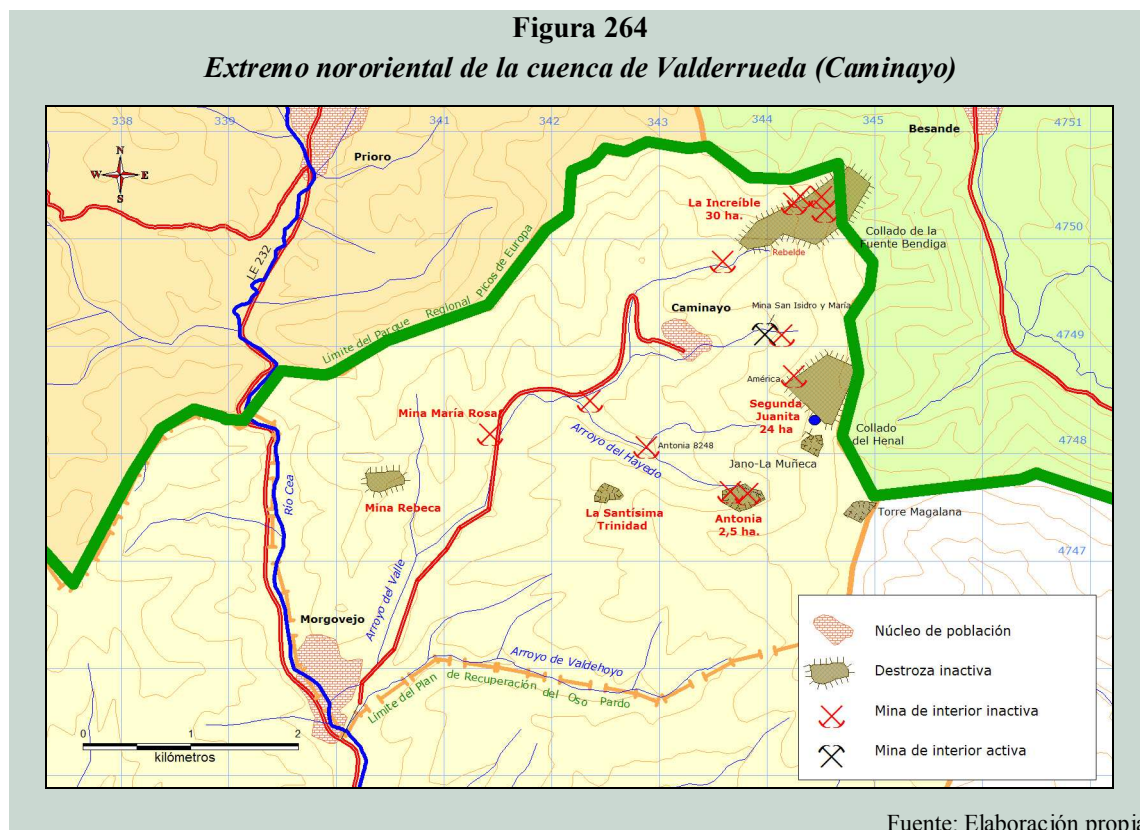 Figura 264
Extremo nororiental de la cuenca de Valderrueda (Caminayo)
338
339
341
342
344
345
4751
Besande
Prioro
N
W E
S
La Increíble
30 ha.
4750
Collado de la
Fuente Bendiga
Rebelde
LE 232
Límite del Parque Regional Picos de Europa
Mina San Isidro y María
Caminayo
4749
América
Mina María Rosa
Segunda
Juanita
24 ha
Collado
del Henal
4748
Arroyo del Hayedo
Antonia 8248
Jano-La Muñeca
Río Cea
Mina Rebeca
La Santísima
Trinidad
Antonia
2,5 ha.
Torre Magalana
4747
Arroyo del Valle
Morgovejo
Arroyo de Valdehoyo
Límite del Plan de Recuperación del Oso Pardo
343
Núcleo de población
Destroza inactiva
Mina de interior inactiva
Mina de interior activa
0 1 2
kilómetros
Fuente: Elaboración propia